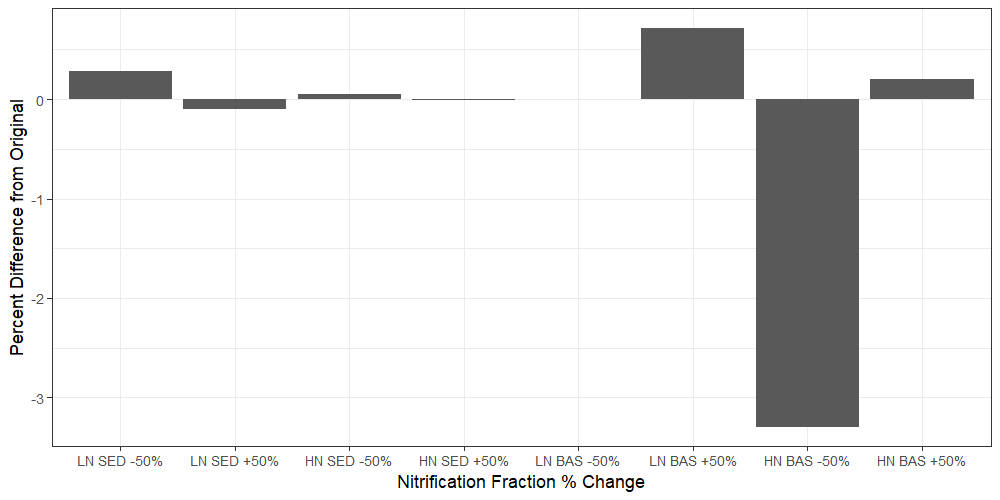 Percent Difference from Original
0
-1
-2
-3
LN SED -50%
LN SED +50%
HN SED -50%
HN SED +50%
LN BAS -50%
LN BAS +50%
HN BAS -50%
HN BAS +50%
Nitrification Fraction % Change